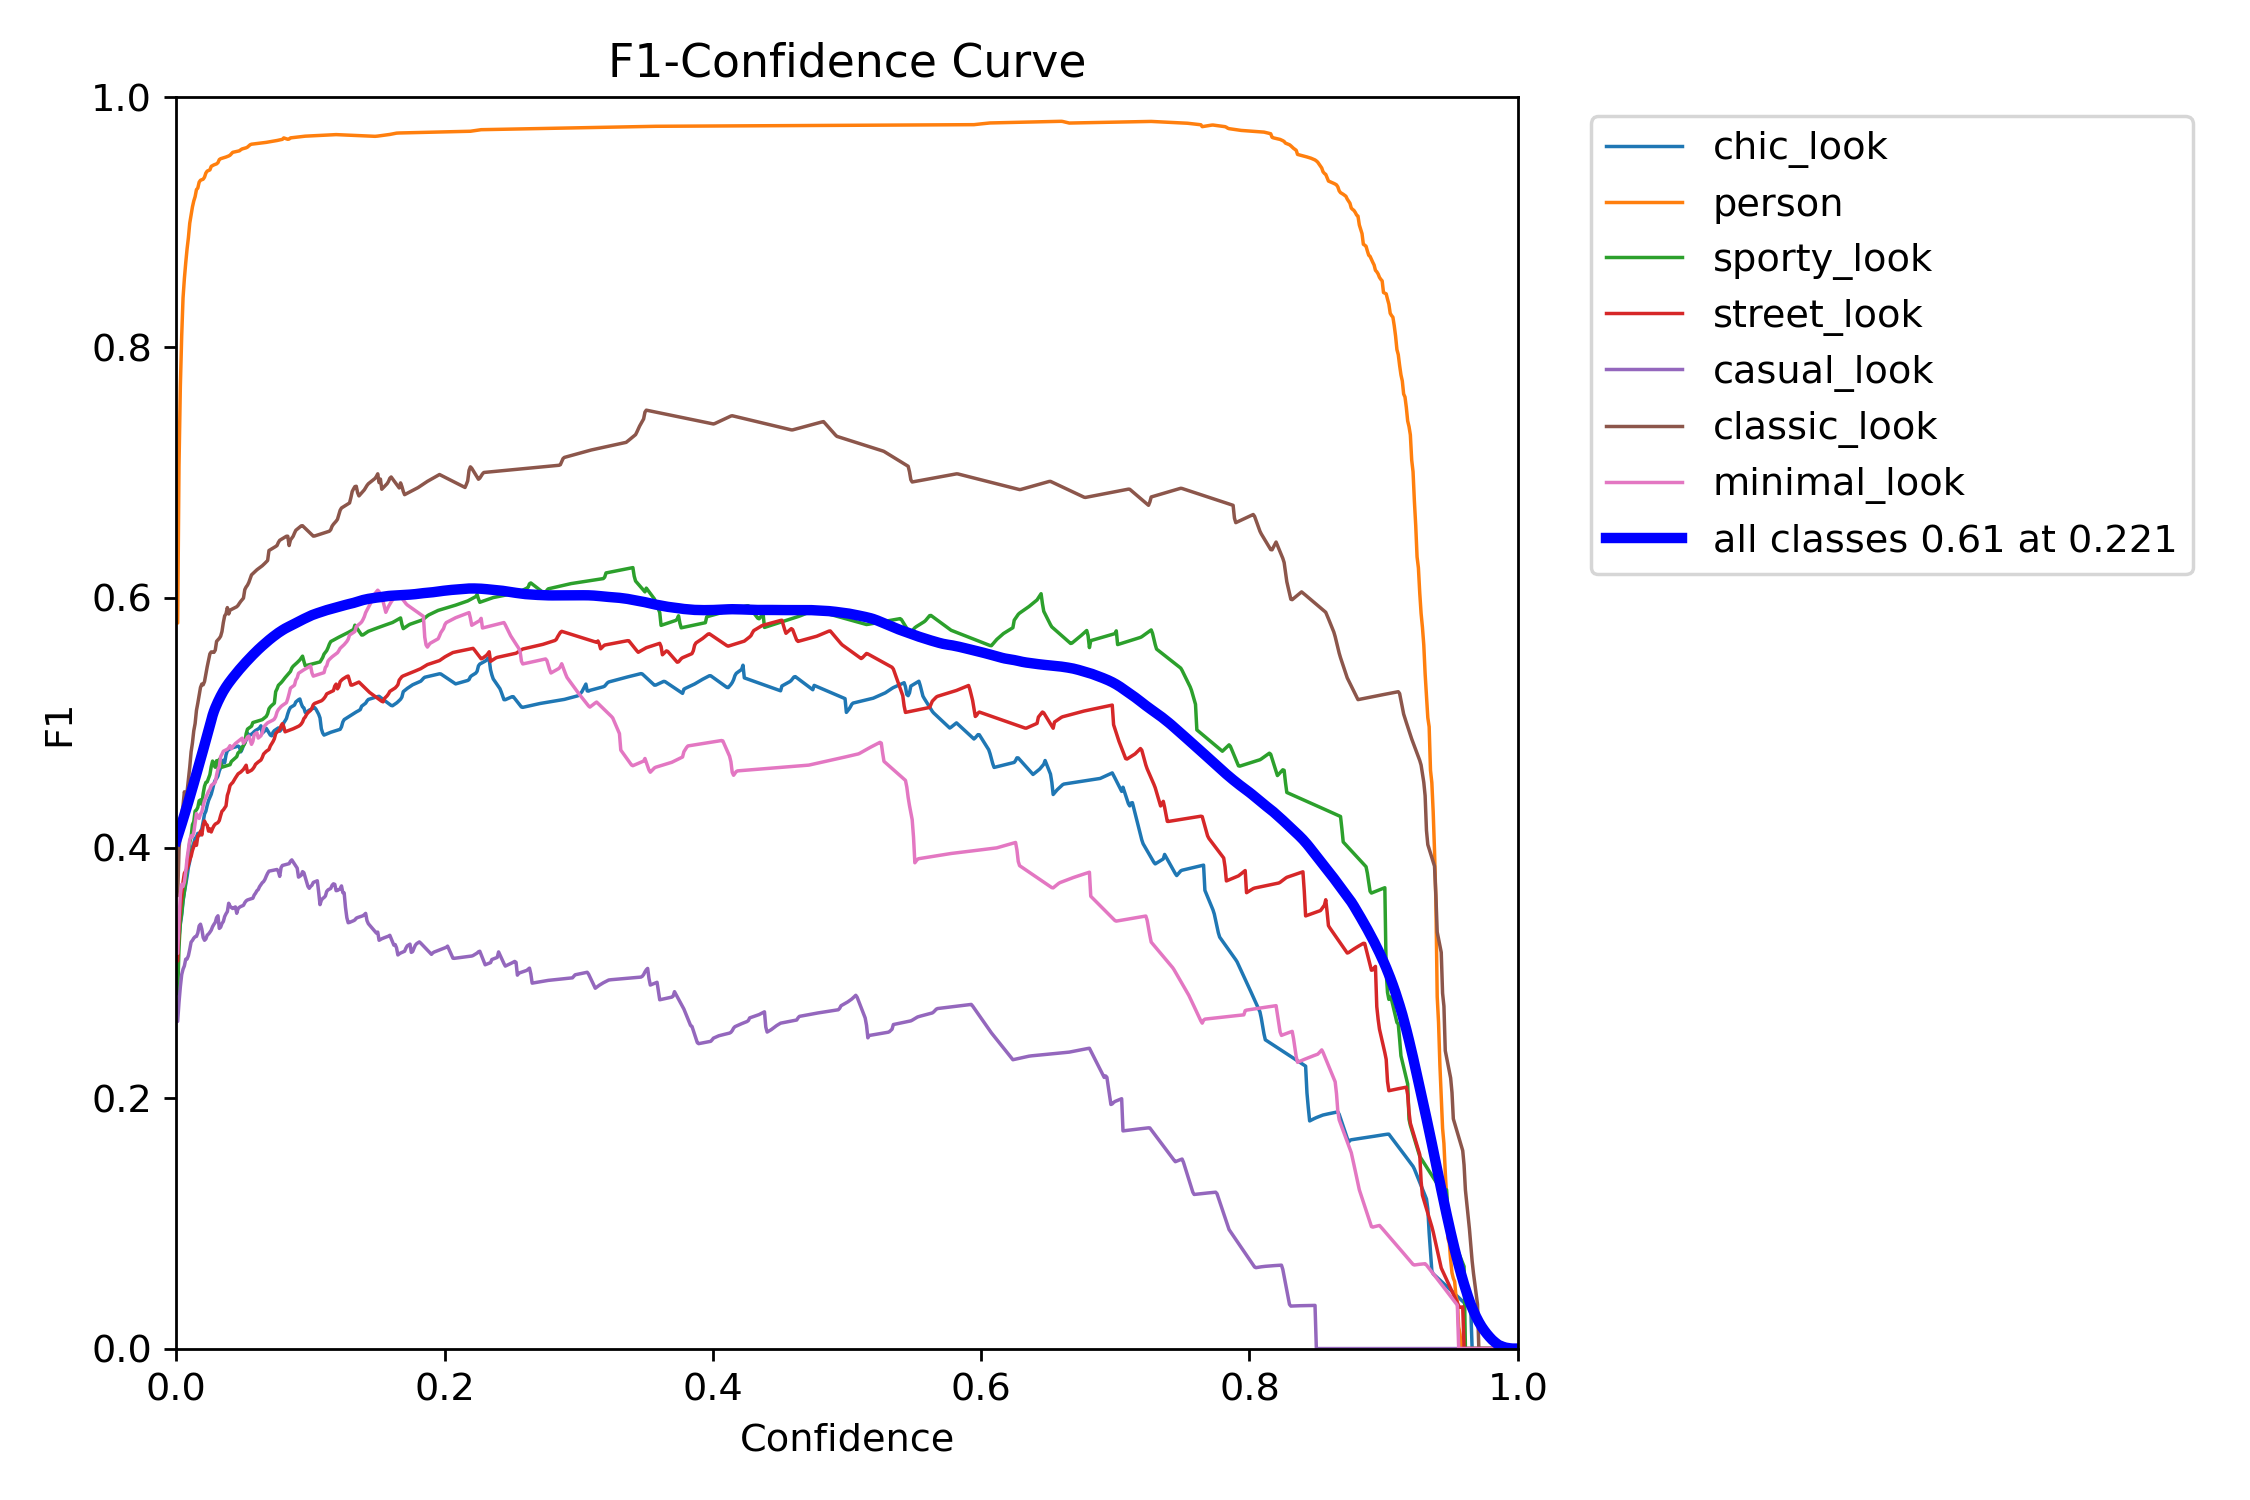 F1-Confidence Curve
1.0
0.8
0.6
0.4
0.2
0.0
F1
0.0 0.2 0.4 0.6 0.8 1.0
Confidence
chic_look
person
sporty_look
street_look
casual_look
classic_look
minimal_look
all classes 0.61 at 0.221